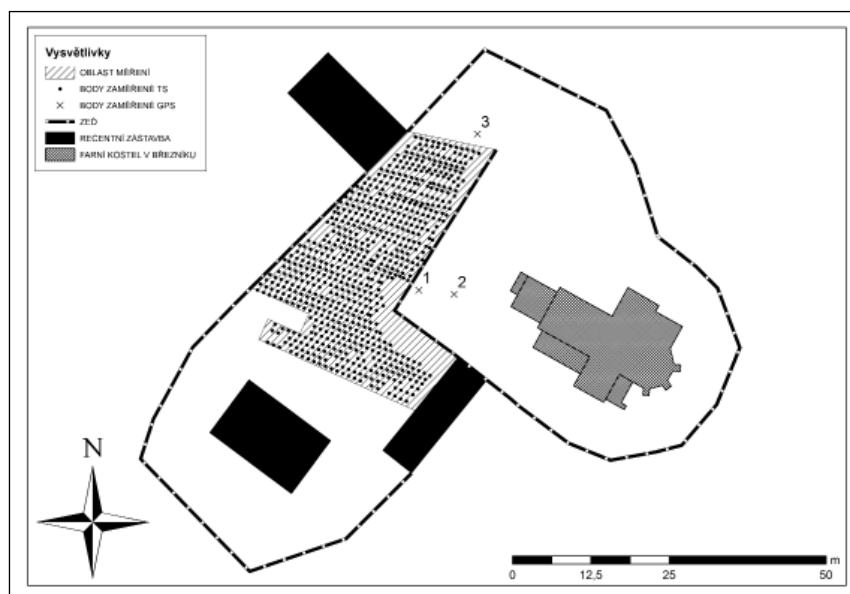 Vysvětlivky
OBLAST MĚŘENÍ
BODY ZAMĚŘENÉ TS
BODY ZAMĚŘENÉ GPS
ZEĎ
RECENTNÍ ZÁSTAVBA
FARNÍ KOSTEL V BŘEZNÍKU
3
1
2
N
m
0 12,5 25 50